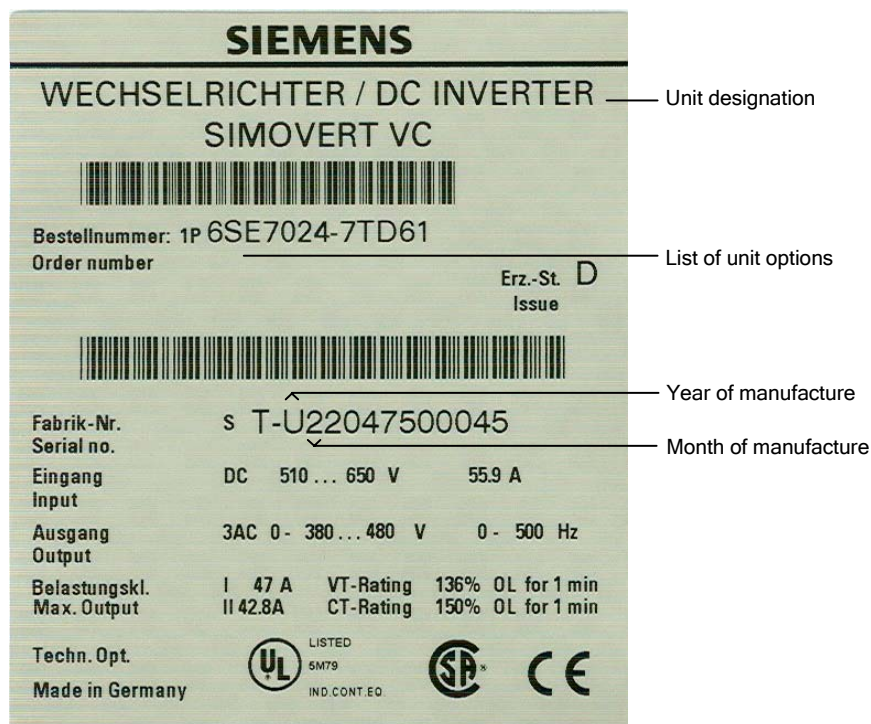 SIEMENS
WECHSELRICHTER / DC INVERTER
Unit designation
SIMOVERT VC
Bestellnummer: 1P 6SE7024-7TD61
Order number
List of unit options
Erz.-St. D
Issue
Year of manufacture
Fabrik-Nr. S T-U22047500045
Serial no.
Month of manufacture
Eingang DC 510 ... 650 V 55.9 A
Input
Ausgang 3AC 0 - 380...480 V 0 - 500 Hz
Output
Belastungskl. I 47 A VT-Rating 136% OL for 1 min
Max. Output II 42.8A CT-Rating 150% OL for 1 min
Techn. Opt.
UL
LISTED
5M79
IND.CONT.EQ.
SA
CE
Made in Germany